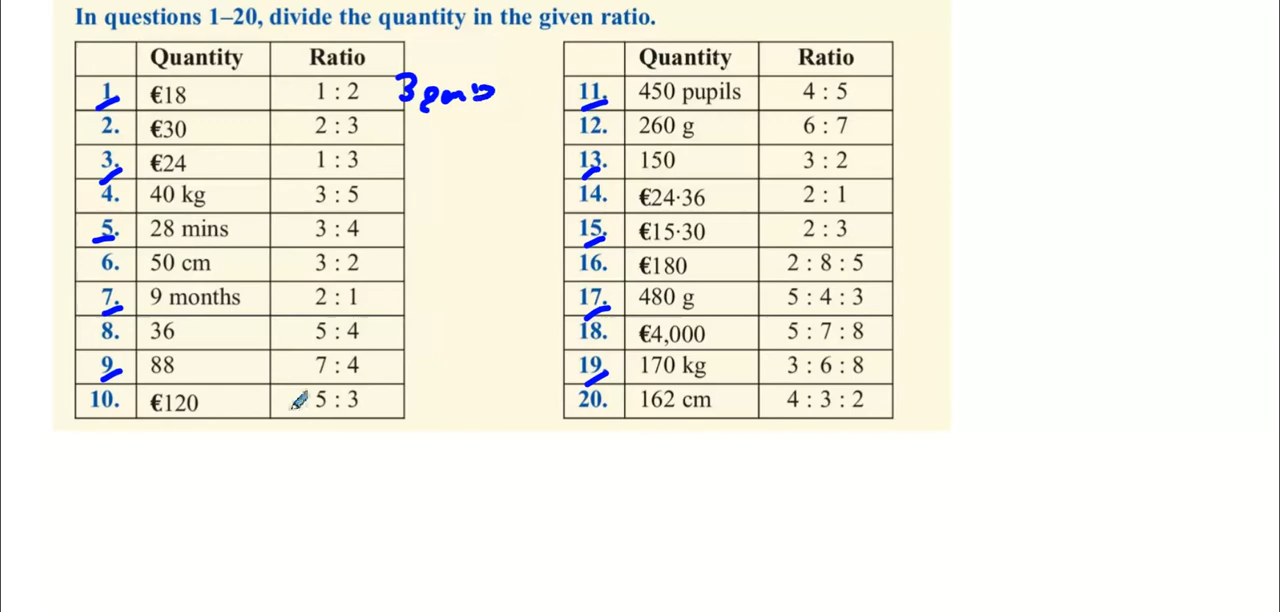 In questions 1–20, divide the quantity in the given ratio.
Quantity Ratio
1. €18 1 : 2 3 parts
2. €30 2 : 3
3. €24 1 : 3
4. 40 kg 3 : 5
5. 28 mins 3 : 4
6. 50 cm 3 : 2
7. 9 months 2 : 1
8. 36 5 : 4
9. 88 7 : 4
10. €120 5 : 3
Quantity Ratio
11. 450 pupils 4 : 5
12. 260 g 6 : 7
13. 150 3 : 2
14. €24·36 2 : 1
15. €15·30 2 : 3
16. €180 2 : 8 : 5
17. 480 g 5 : 4 : 3
18. €4,000 5 : 7 : 8
19. 170 kg 3 : 6 : 8
20. 162 cm 4 : 3 : 2